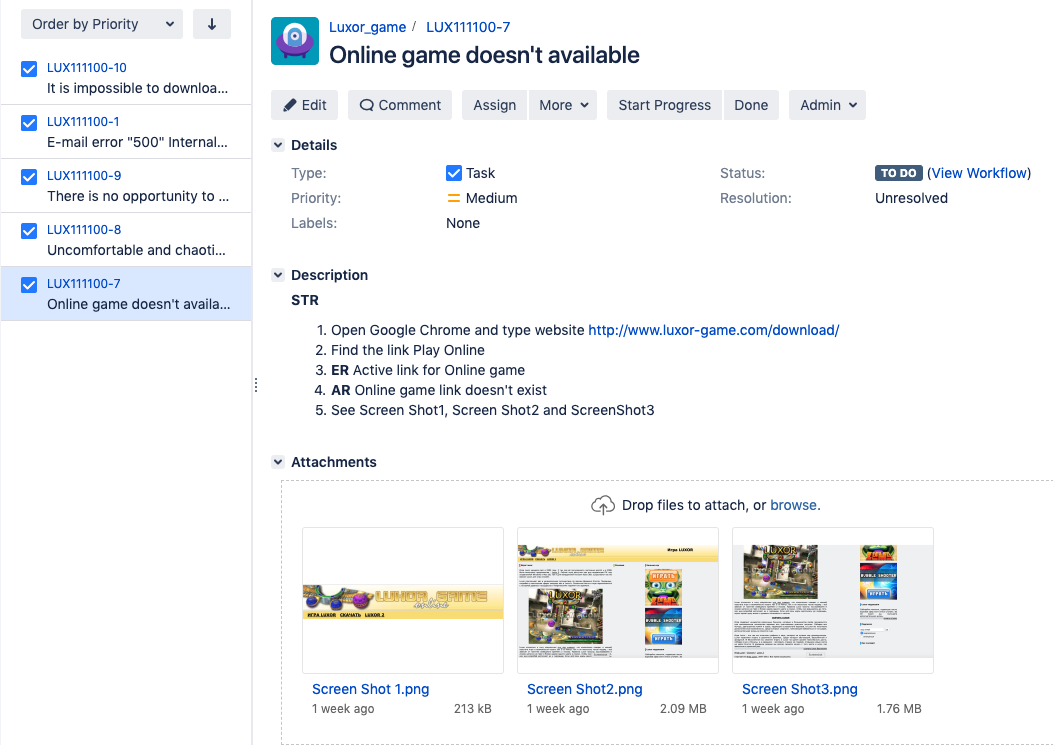 Order by Priority
LUX111100-10
It is impossible to downloa...
LUX111100-1
E-mail error "500" Internal...
LUX111100-9
There is no opportunity to ...
LUX111100-8
Uncomfortable and chaoti...
LUX111100-7
Online game doesn't availa...
Luxor_game / LUX111100-7
Online game doesn't available
Edit Comment Assign More Start Progress Done Admin
Details
Type: Task Status: TO DO (View Workflow)
Priority: Medium Resolution: Unresolved
Labels: None
Description
STR
1. Open Google Chrome and type website http://www.luxor-game.com/download/
2. Find the link Play Online
3. ER Active link for Online game
4. AR Online game link doesn't exist
5. See Screen Shot1, Screen Shot2 and ScreenShot3
Attachments
Drop files to attach, or browse.
LUXOR GAME
online
ИГРА LUXOR СКАЧАТЬ LUXOR 2
LUXOR GAME
Игра LUXOR
ИГРАТЬ
LUXOR
BUBBLE SHOOTER
ИГРАТЬ
LUXOR
BUBBLE SHOOTER
ИГРАТЬ
Screen Shot 1.png
1 week ago 213 kB
Screen Shot2.png
1 week ago 2.09 MB
Screen Shot3.png
1 week ago 1.76 MB